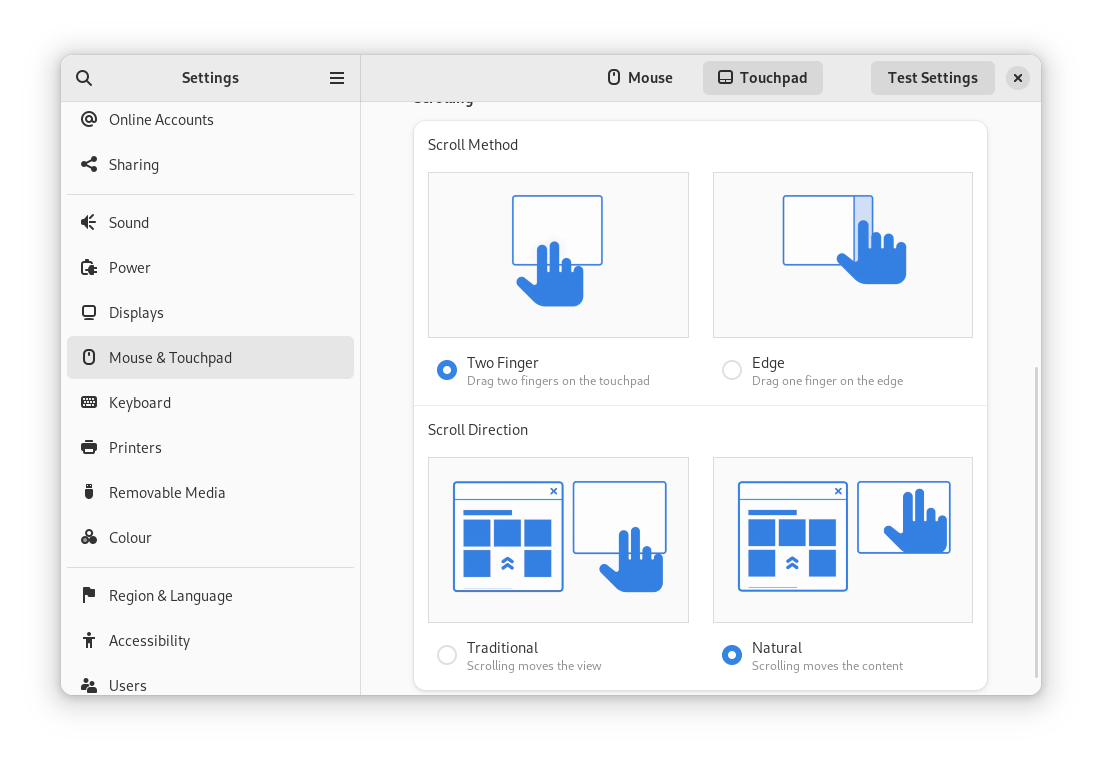 Settings
Mouse
Touchpad
Test Settings
Online Accounts
Sharing
Sound
Power
Displays
Mouse & Touchpad
Keyboard
Printers
Removable Media
Colour
Region & Language
Accessibility
Users
Scrolling
Scroll Method
Two Finger
Drag two fingers on the touchpad
Edge
Drag one finger on the edge
Scroll Direction
Traditional
Scrolling moves the view
Natural
Scrolling moves the content